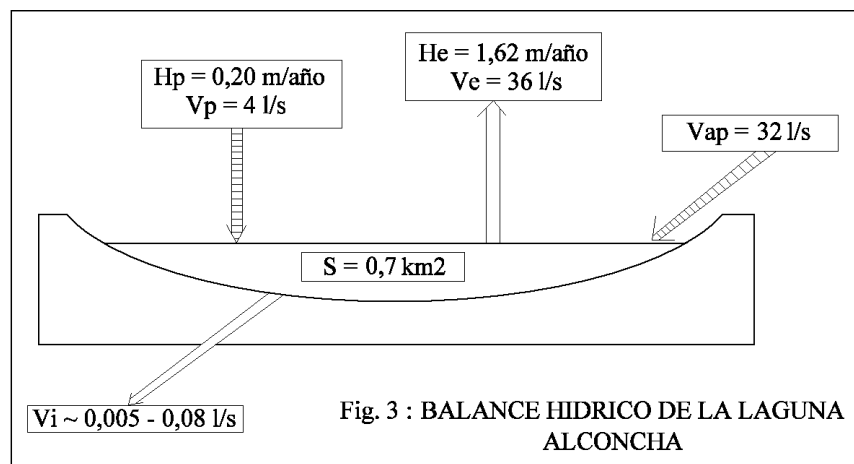 Hp = 0,20 m/año
Vp = 4 l/s
He = 1,62 m/año
Ve = 36 l/s
Vap = 32 l/s
S = 0,7 km2
Vi ~ 0,005 - 0,08 l/s
Fig. 3 : BALANCE HIDRICO DE LA LAGUNA
ALCONCHA